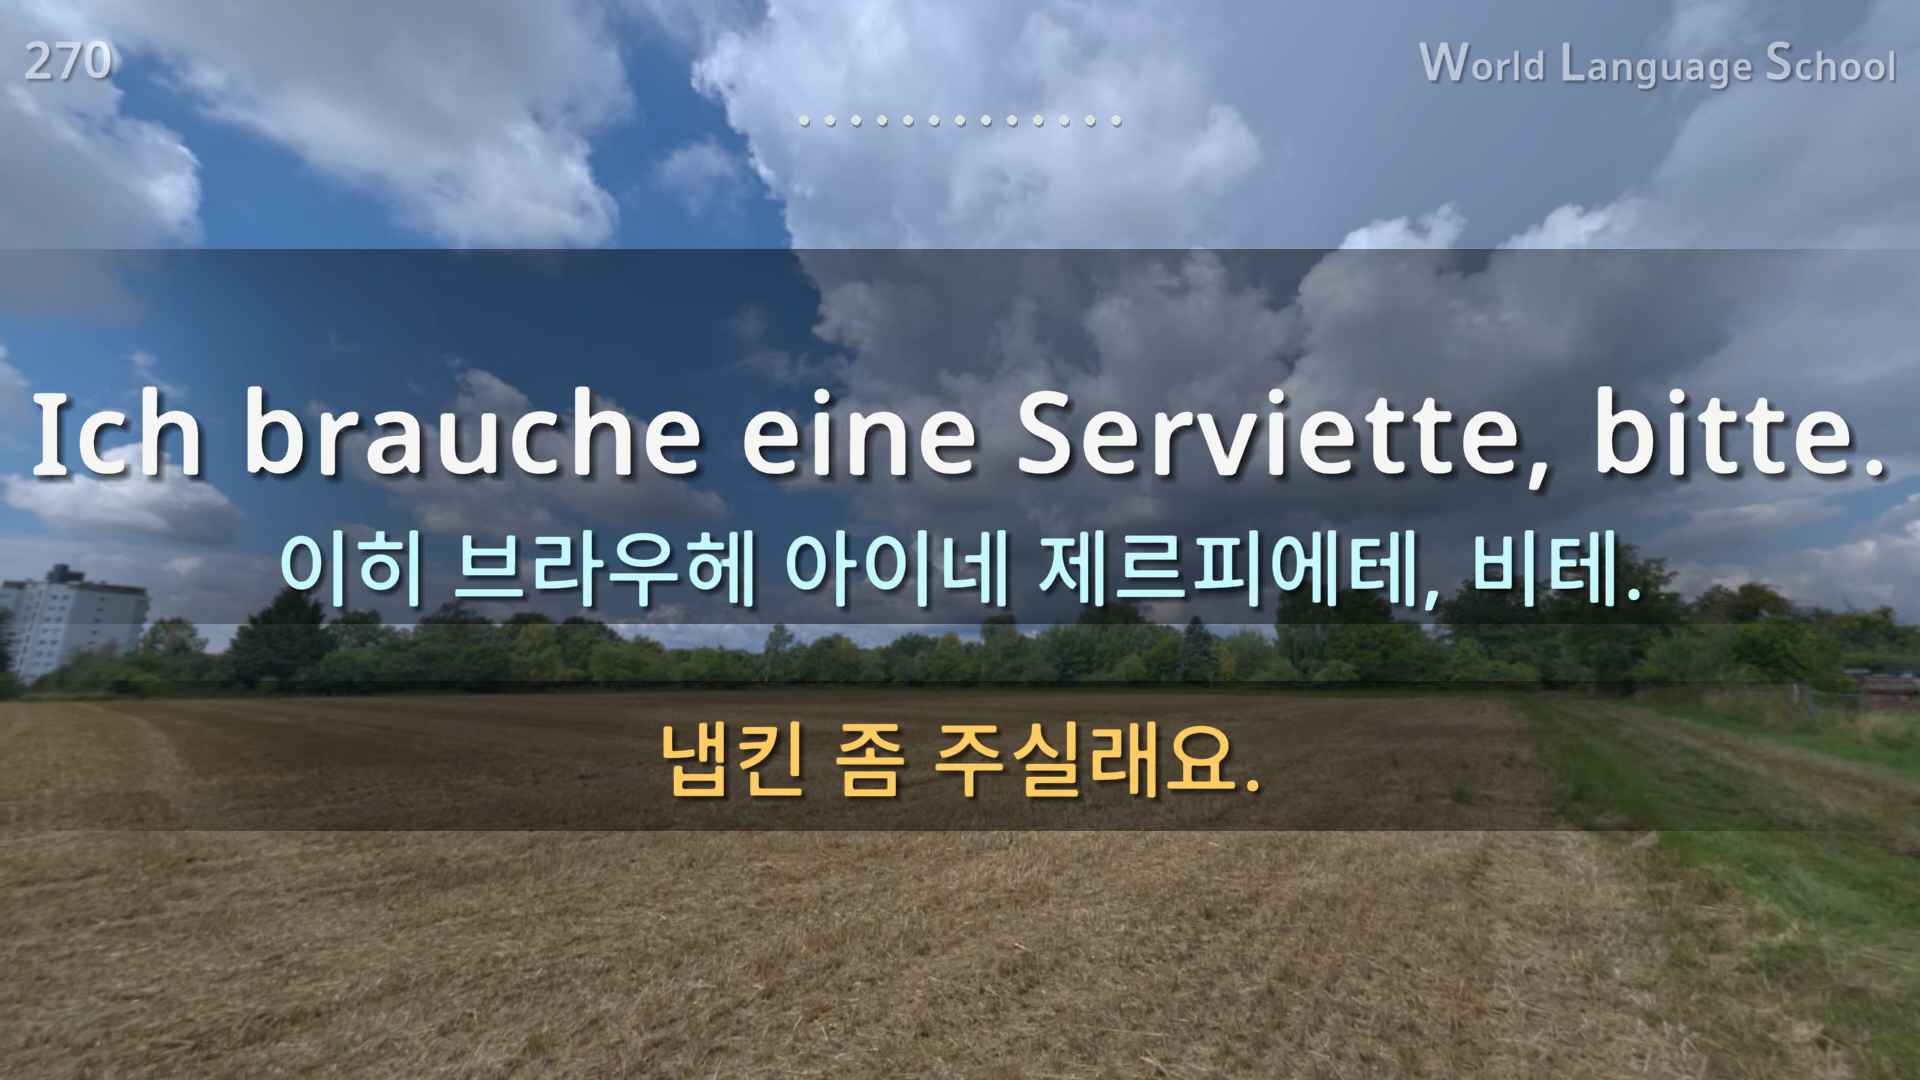 270
World Language School
Ich brauche eine Serviette, bitte.
이히 브라우헤 아이네 제르피에테, 비테.
냅킨 좀 주실래요.